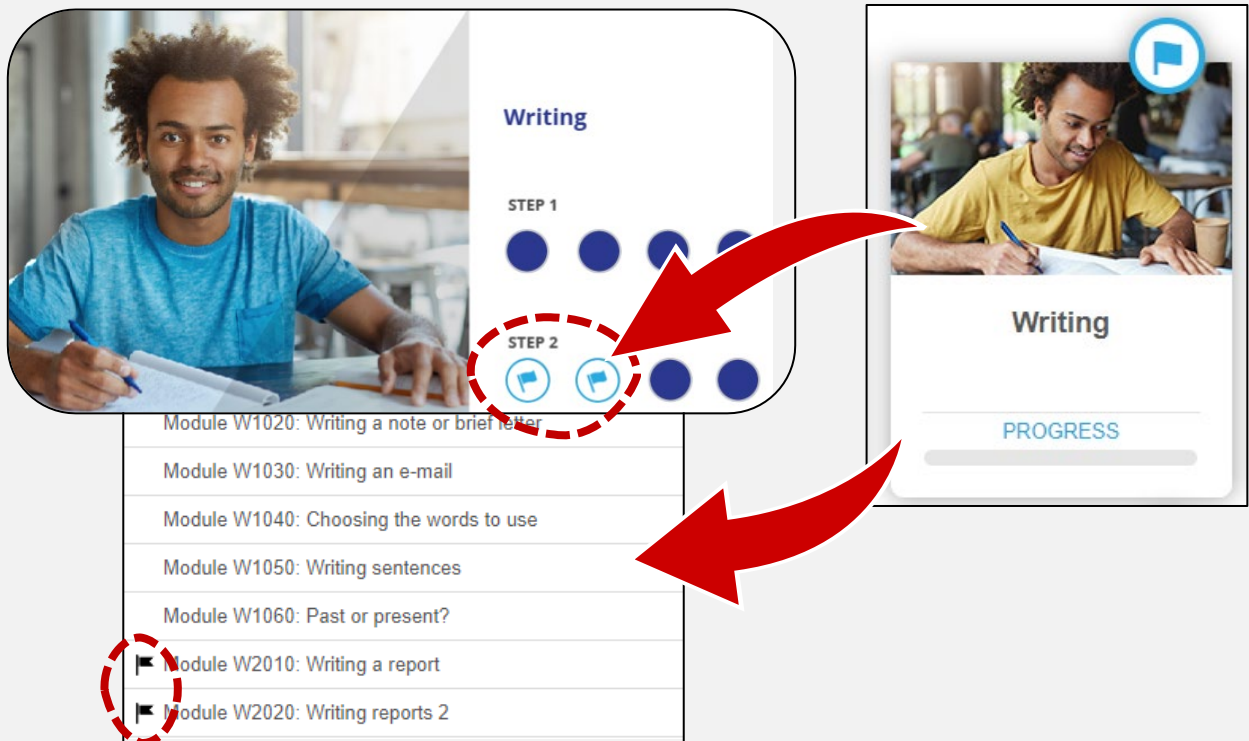 Writing
STEP 1
STEP 2
Writing
PROGRESS
Module W1020: Writing a note or brief letter
Module W1030: Writing an e-mail
Module W1040: Choosing the words to use
Module W1050: Writing sentences
Module W1060: Past or present?
Module W2010: Writing a report
Module W2020: Writing reports 2